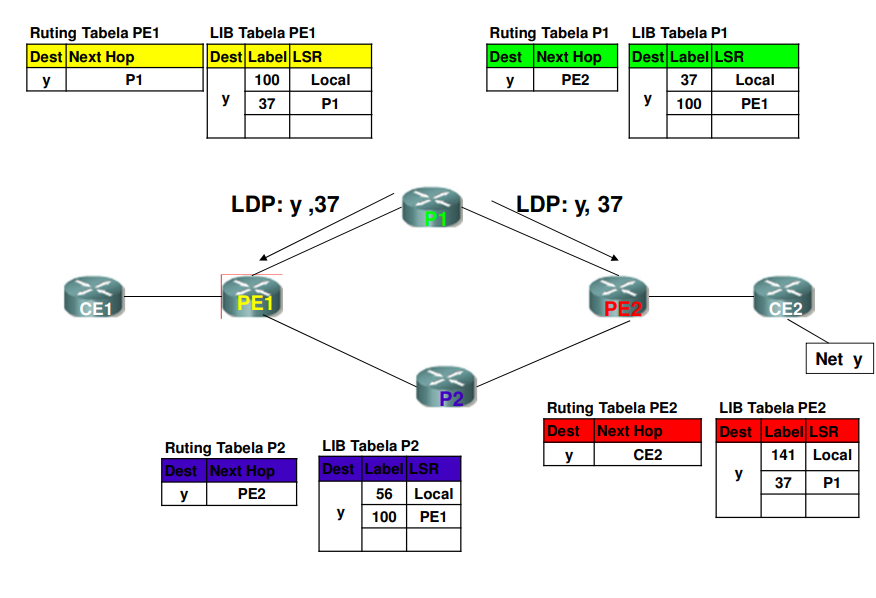 Ruting Tabela PE1
Dest Next Hop
y P1
LIB Tabela PE1
Dest Label LSR
y
100 Local
37 P1
Ruting Tabela P1
Dest Next Hop
y PE2
LIB Tabela P1
Dest Label LSR
y
37 Local
100 PE1
LDP: y ,37
LDP: y, 37
P1
CE1
PE1
PE2
CE2
Net y
P2
Ruting Tabela P2
Dest Next Hop
y PE2
LIB Tabela P2
Dest Label LSR
y
56 Local
100 PE1
Ruting Tabela PE2
Dest Next Hop
y CE2
LIB Tabela PE2
Dest Label LSR
y
141 Local
37 P1